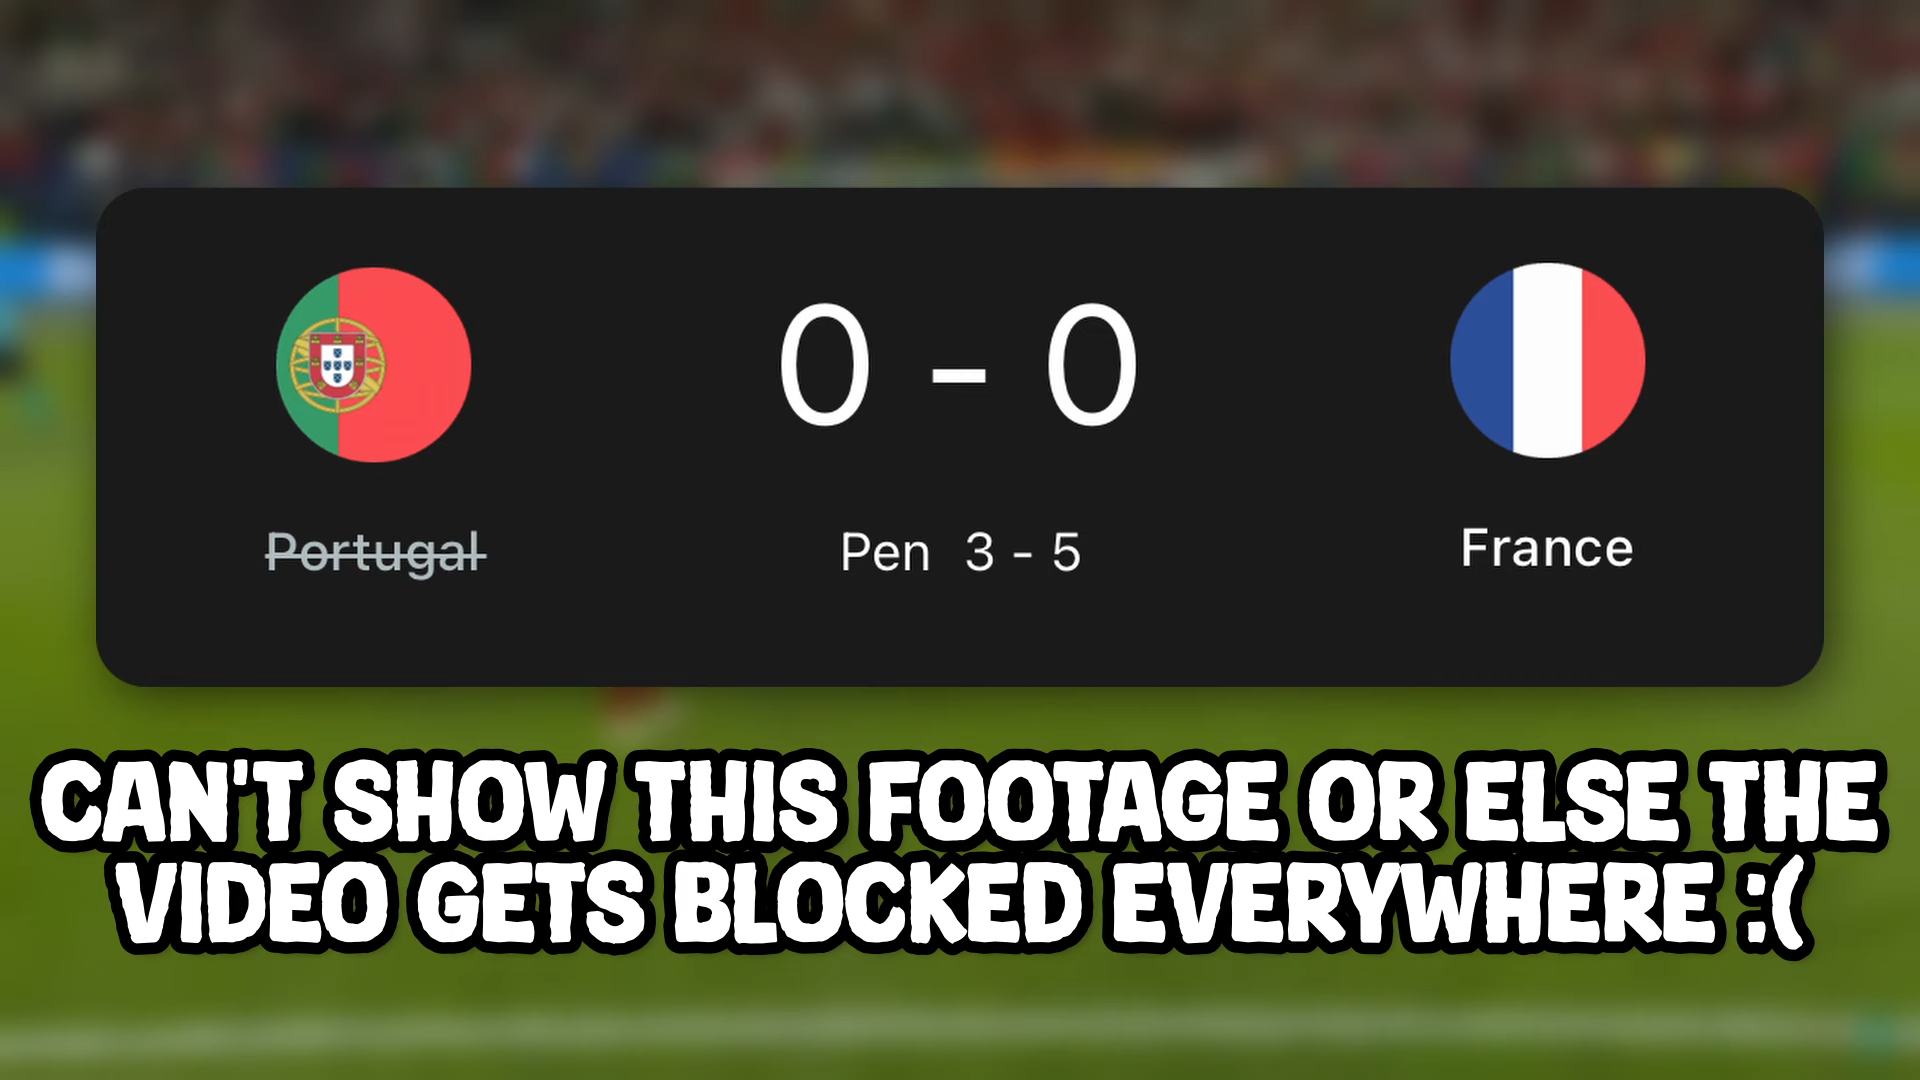 0 - 0
Portugal
Pen 3 - 5
France
CAN'T SHOW THIS FOOTAGE OR ELSE THE
VIDEO GETS BLOCKED EVERYWHERE :(